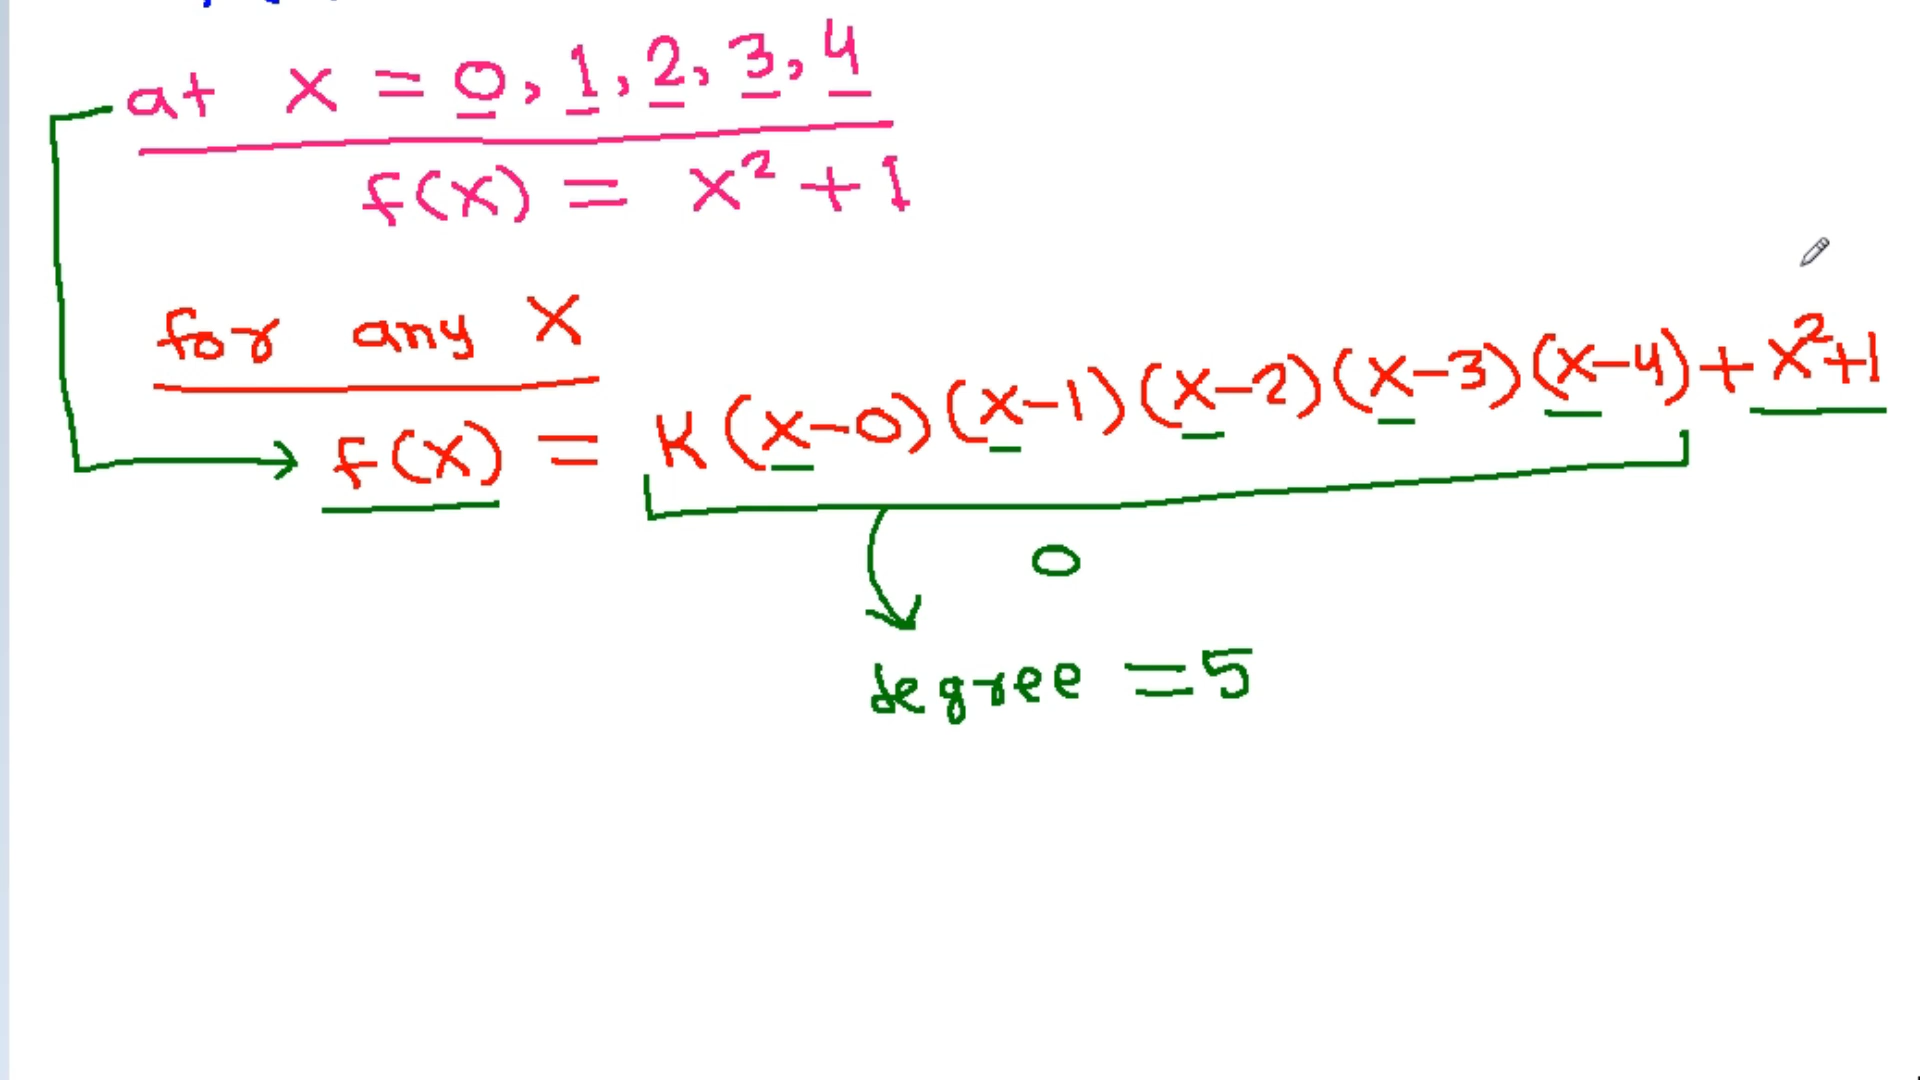 at x = 0, 1, 2, 3, 4
f(x) = x² + 1
for any x
f(x) = K(x-0)(x-1)(x-2)(x-3)(x-4) + x²+1
0
degree = 5